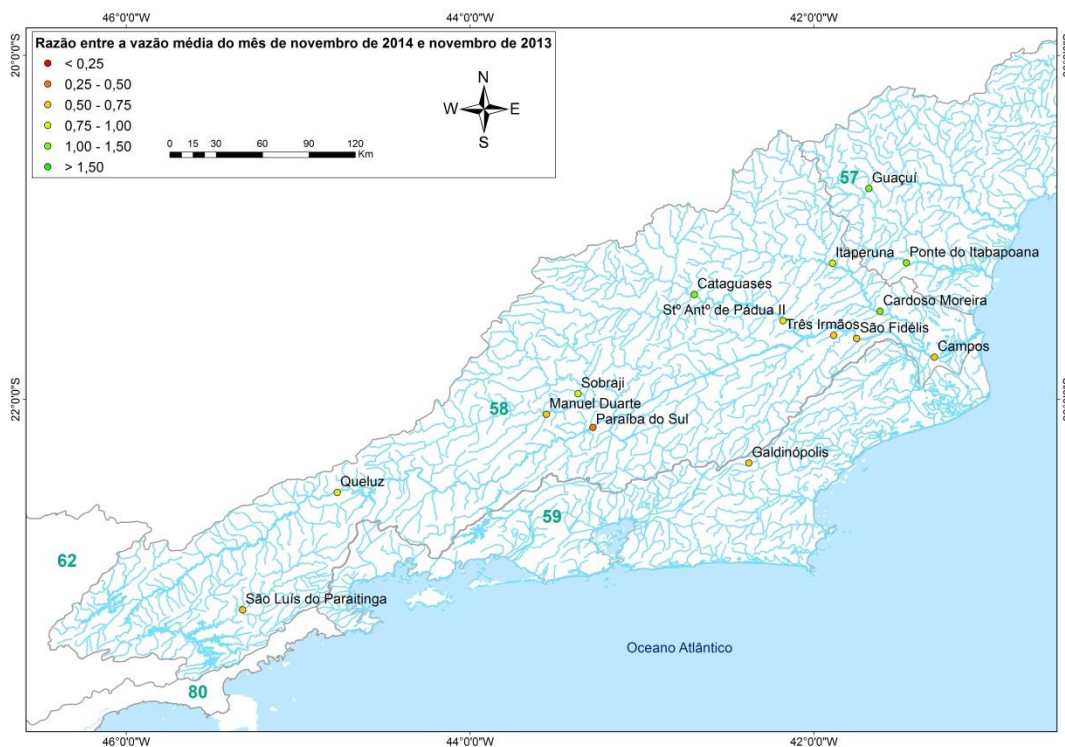 46°0'0"W 44°0'0"W 42°0'0"W
Razão entre a vazão média do mês de novembro de 2014 e novembro de 2013
20°0'0"S
< 0,25
0,25 - 0,50
0,50 - 0,75
0,75 - 1,00
1,00 - 1,50
> 1,50
N
W E
S
0 15 30 60 90 120
Km
57
Guaçuí
Itaperuna
Ponte do Itabapoana
Cataguases
Cardoso Moreira
Stº Antº de Pádua II
Três Irmãos
São Fidélis
Campos
Sobraji
22°0'0"S
58
Manuel Duarte
Paraíba do Sul
Galdinópolis
Queluz
59
62
São Luís do Paraitinga
Oceano Atlântico
80
46°0'0"W 44°0'0"W 42°0'0"W